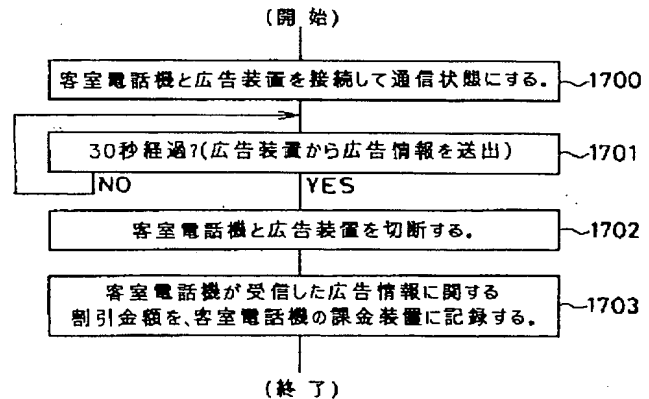 (開始)
客室電話機と広告装置を接続して通信状態にする。 1700
30秒経過?(広告装置から広告情報を送出) 1701
NO YES
客室電話機と広告装置を切断する。 1702
客室電話機が受信した広告情報に関する
割引金額を、客室電話機の課金装置に記録する。 1703
(終了)